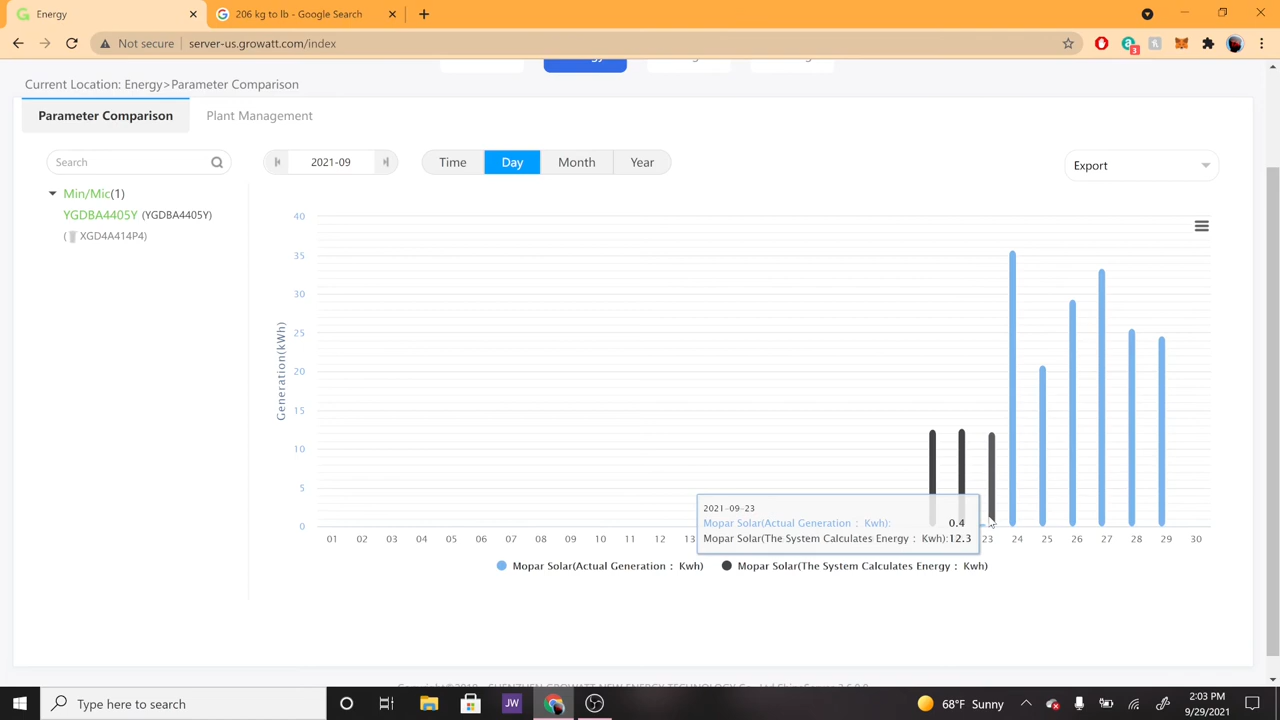 Energy
206 kg to lb - Google Search
Not secure
server-us.growatt.com/index
3
Current Location: Energy>Parameter Comparison
Parameter Comparison
Plant Management
Search
2021-09
Time
Day
Month
Year
Export
Min/Mic(1)
YGDBA4405Y (YGDBA4405Y)
( XGD4A414P4)
Generation(kWh)
40
35
30
25
20
15
10
5
0
01 02 03 04 05 06 07 08 09 10 11 12 13 23 24 25 26 27 28 29 30
2021-09-23
Mopar Solar(Actual Generation : Kwh): 0.4
Mopar Solar(The System Calculates Energy : Kwh):12.3
Mopar Solar(Actual Generation : Kwh)
Mopar Solar(The System Calculates Energy : Kwh)
Type here to search
JW
68°F Sunny
2:03 PM
9/29/2021